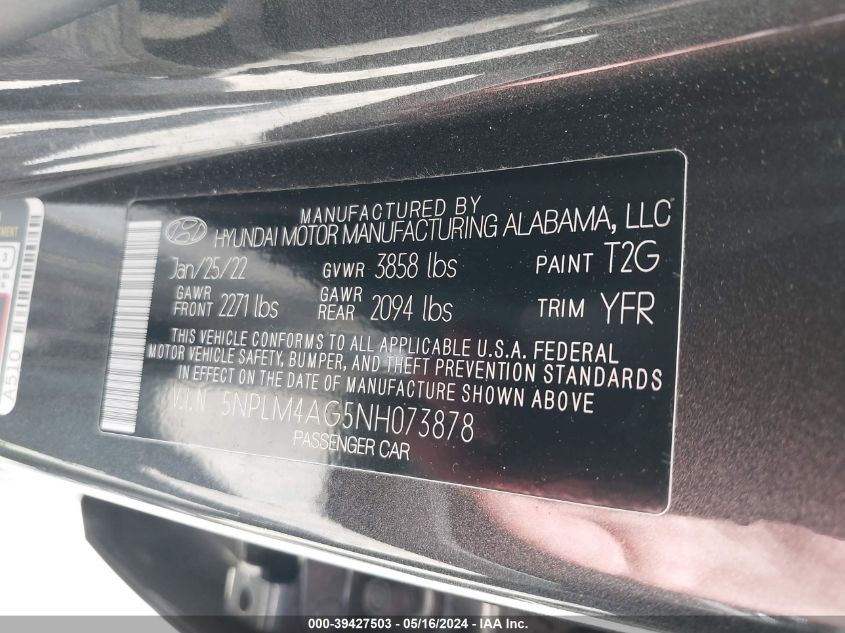 MANUFACTURED BY
HYUNDAI MOTOR MANUFACTURING ALABAMA, LLC
Jan/25/22 GVWR 3858 lbs PAINT T2G
GAWR FRONT 2271 lbs GAWR REAR 2094 lbs TRIM YFR
THIS VEHICLE CONFORMS TO ALL APPLICABLE U.S.A. FEDERAL
MOTOR VEHICLE SAFETY, BUMPER, AND THEFT PREVENTION STANDARDS
IN EFFECT ON THE DATE OF MANUFACTURE SHOWN ABOVE
V.I.N 5NPLM4AG5NH073878
PASSENGER CAR
A510
3
000-39427503 - 05/16/2024 - IAA Inc.